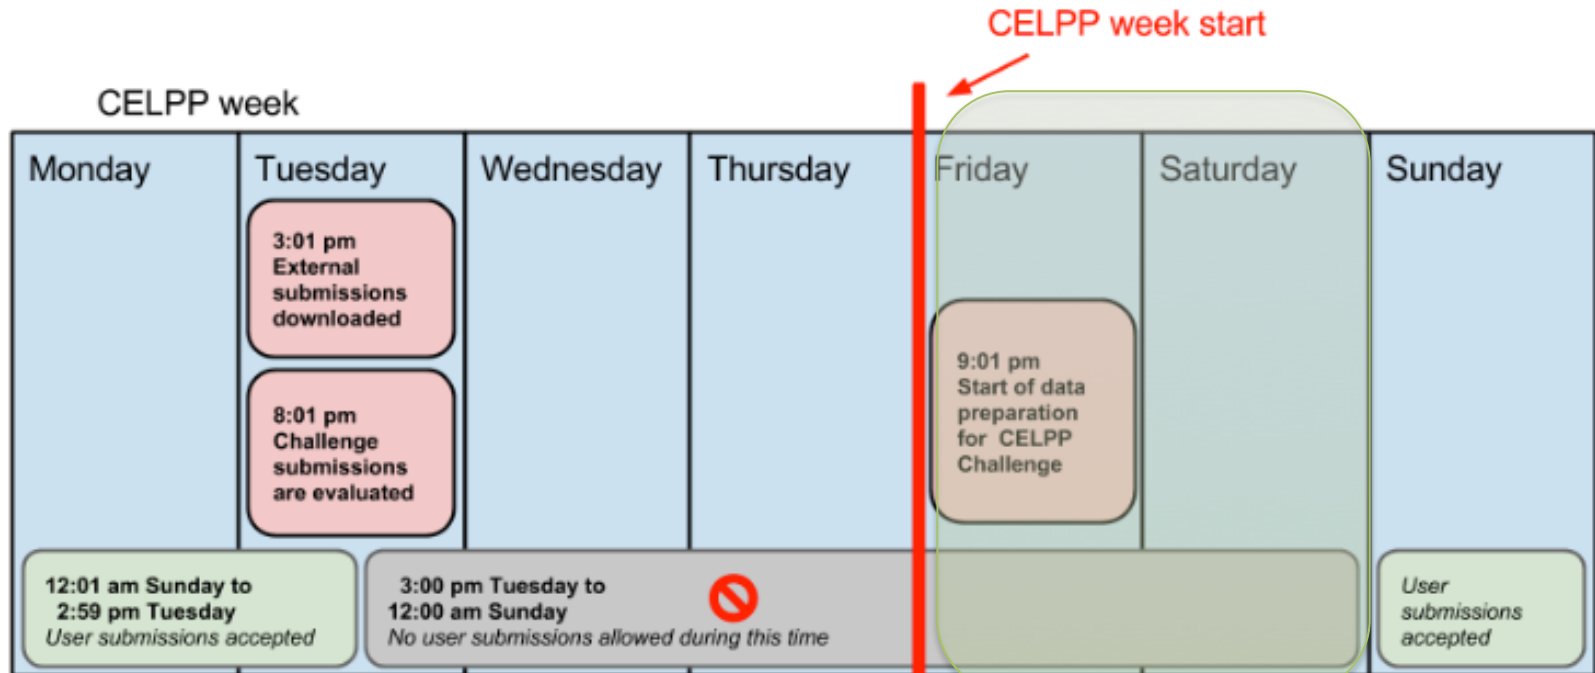 CELPP week start
CELPP week
Monday
Tuesday
Wednesday
Thursday
Friday
Saturday
Sunday
3:01 pm
External
submissions
downloaded
8:01 pm
Challenge
submissions
are evaluated
9:01 pm
Start of data
preparation
for CELPP
Challenge
12:01 am Sunday to
2:59 pm Tuesday
User submissions accepted
3:00 pm Tuesday to
12:00 am Sunday
No user submissions allowed during this time
User
submissions
accepted